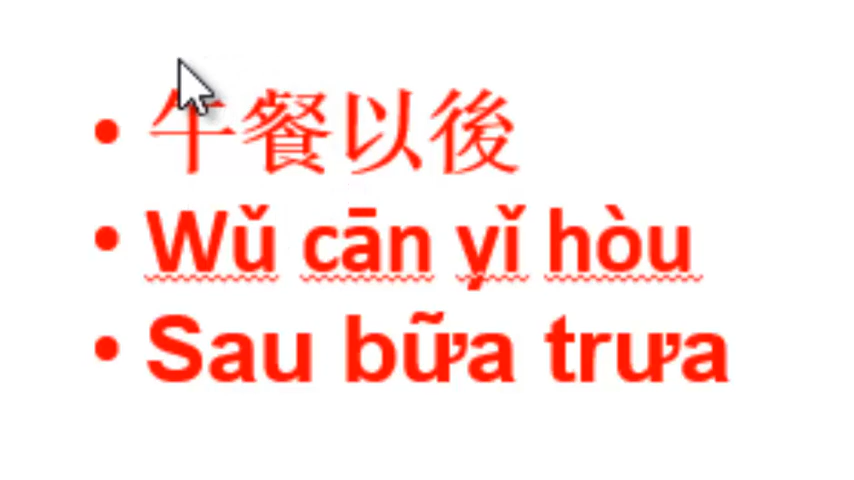 • 午餐以後
• Wǔ cān yǐ hòu
• Sau bữa trưa